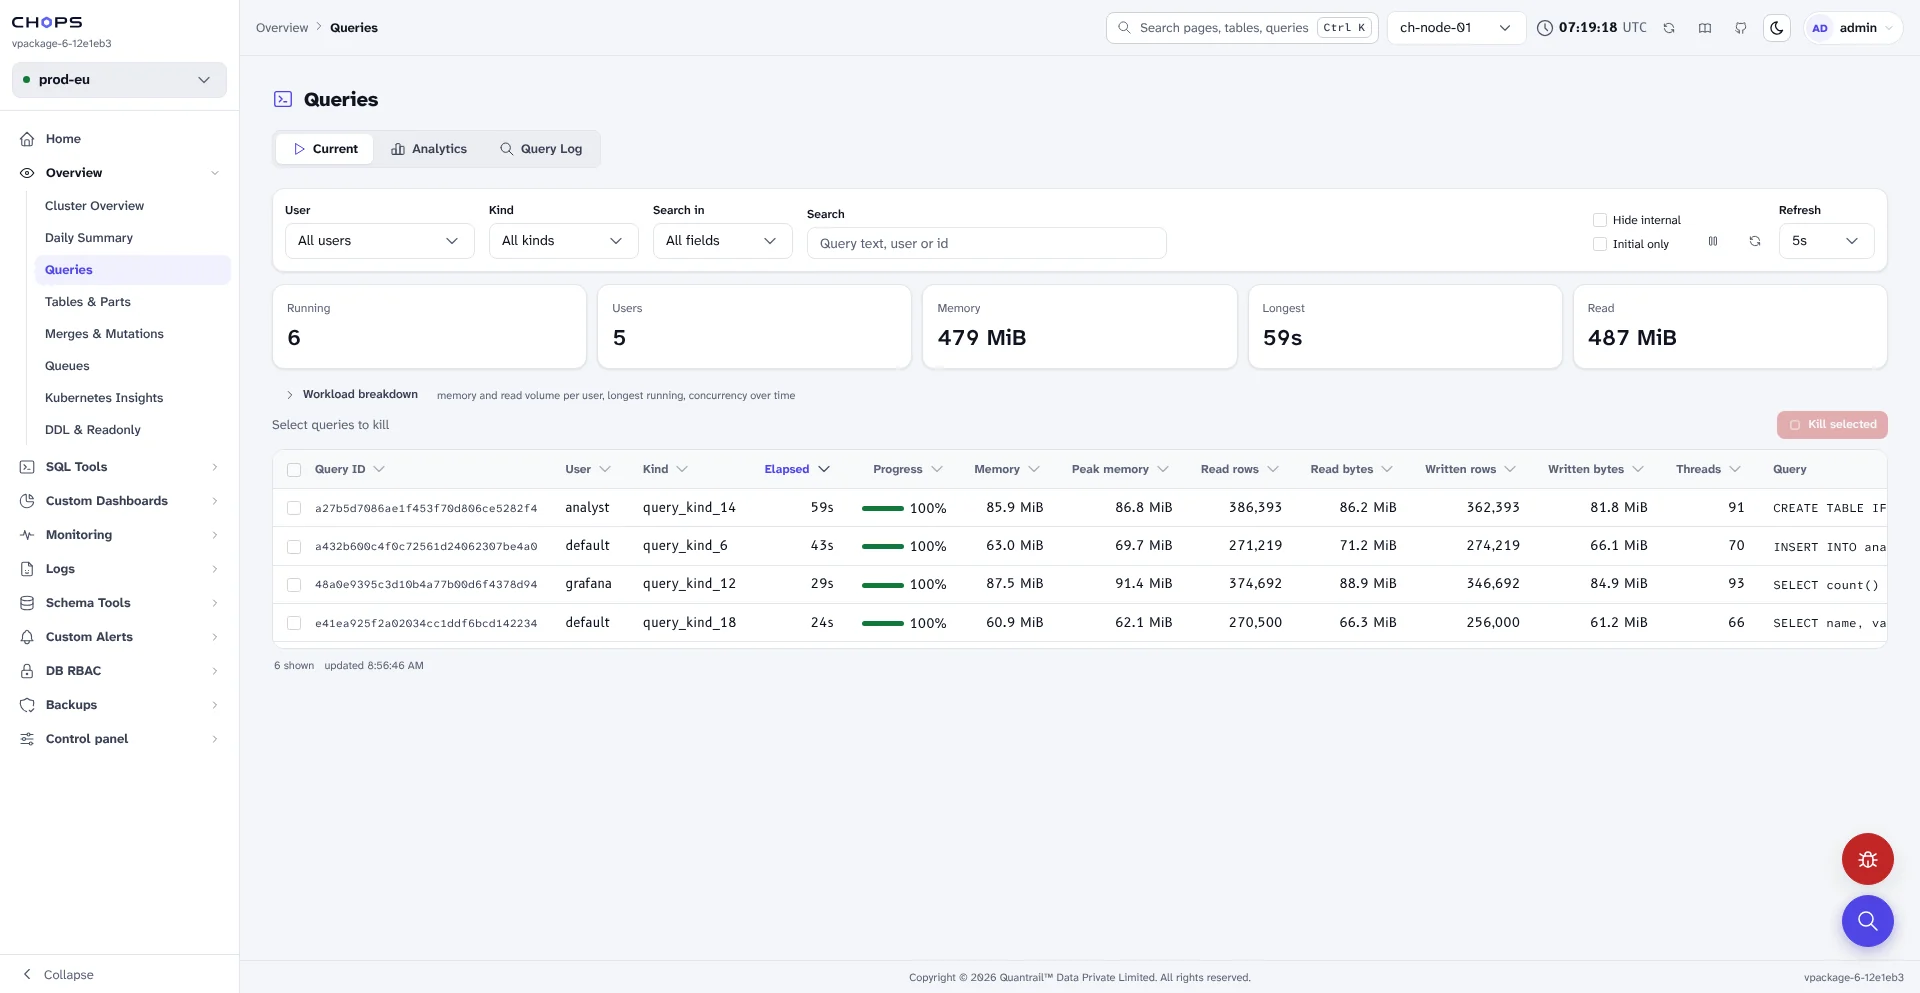 CHOPS
vpackage-6-12e1eb3
prod-eu
Home
Overview
Cluster Overview
Daily Summary
Queries
Tables & Parts
Merges & Mutations
Queues
Kubernetes Insights
DDL & Readonly
SQL Tools
Custom Dashboards
Monitoring
Logs
Schema Tools
Custom Alerts
DB RBAC
Backups
Control panel
Collapse
Overview > Queries
Search pages, tables, queries Ctrl K
ch-node-01
07:19:18 UTC
AD admin
Queries
Current Analytics Query Log
User Kind Search in Search
All users All kinds All fields Query text, user or id
Hide internal
Initial only
Refresh
5s
Running Users Memory Longest Read
6 5 479 MiB 59s 487 MiB
Workload breakdown memory and read volume per user, longest running, concurrency over time
Select queries to kill Kill selected
Query ID User Kind Elapsed Progress Memory Peak memory Read rows Read bytes Written rows Written bytes Threads Query
a27b5d7086ae1f453f70d806ce5282f4 analyst query_kind_14 59s 100% 85.9 MiB 86.8 MiB 386,393 86.2 MiB 362,393 81.8 MiB 91 CREATE TABLE IF
a432b600c4f0c72561d24062307be4a0 default query_kind_6 43s 100% 63.0 MiB 69.7 MiB 271,219 71.2 MiB 274,219 66.1 MiB 70 INSERT INTO ana
48a0e9395c3d10b4a77b00d6f4378d94 grafana query_kind_12 29s 100% 87.5 MiB 91.4 MiB 374,692 88.9 MiB 346,692 84.9 MiB 93 SELECT count()
e41ea925f2a02034cc1ddf6bcd142234 default query_kind_18 24s 100% 60.9 MiB 62.1 MiB 270,500 66.3 MiB 256,000 61.2 MiB 66 SELECT name, va
6 shown updated 8:56:46 AM
Copyright © 2026 Quantrail™ Data Private Limited. All rights reserved.
vpackage-6-12e1eb3